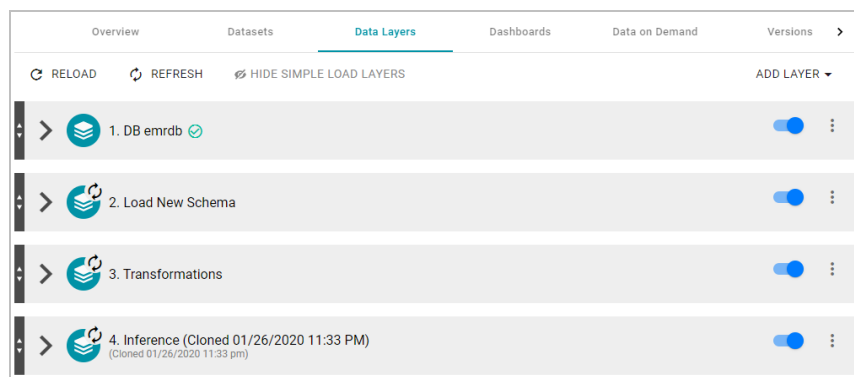 Overview Datasets Data Layers Dashboards Data on Demand Versions
RELOAD REFRESH HIDE SIMPLE LOAD LAYERS ADD LAYER
1. DB emrdb
2. Load New Schema
3. Transformations
4. Inference (Cloned 01/26/2020 11:33 PM)
(Cloned 01/26/2020 11:33 pm)